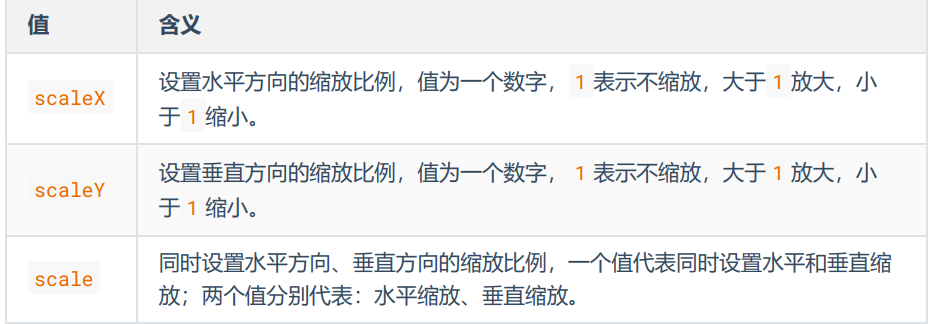 值 含义
scaleX 设置水平方向的缩放比例，值为一个数字， 1 表示不缩放，大于 1 放大，小
于 1 缩小。
scaleY 设置垂直方向的缩放比例，值为一个数字， 1 表示不缩放，大于 1 放大，小
于 1 缩小。
scale 同时设置水平方向、垂直方向的缩放比例，一个值代表同时设置水平和垂直缩
放；两个值分别代表：水平缩放、垂直缩放。